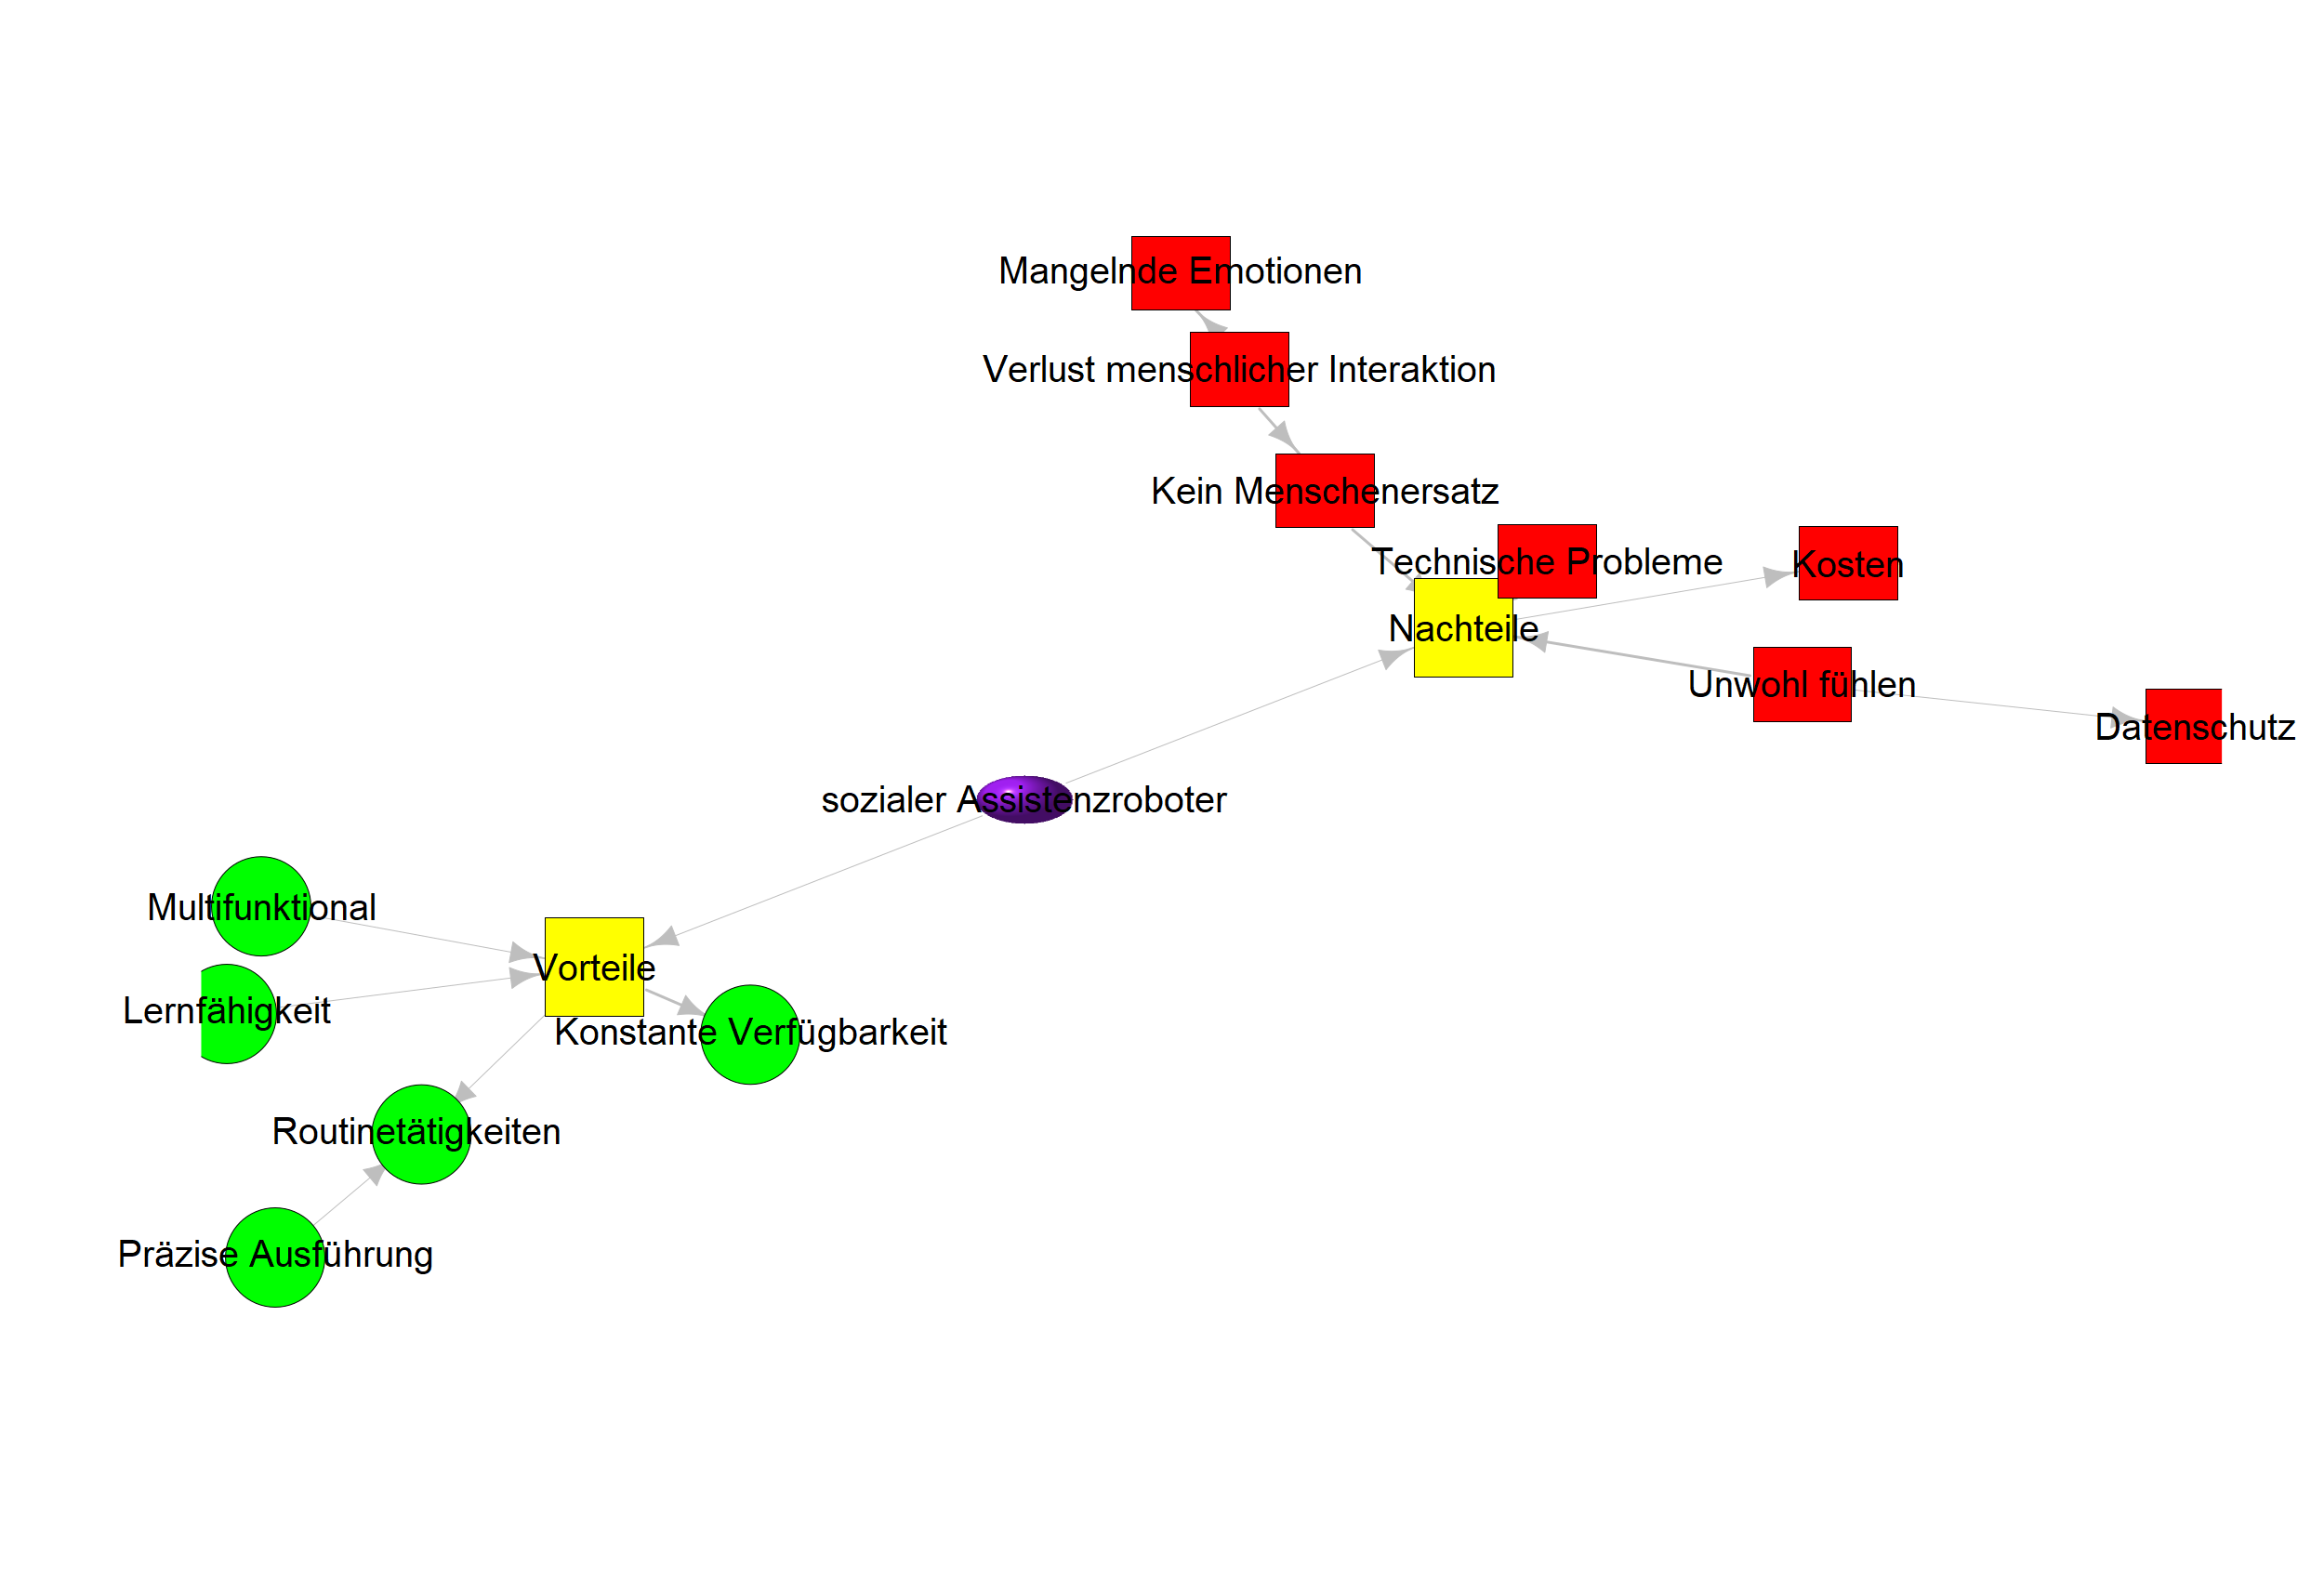 Mangelnde Emotionen
Verlust menschlicher Interaktion
Kein Menschenersatz
Technische Probleme
Kosten
Nachteile
Unwohl fühlen
Datenschutz
sozialer Assistenzroboter
Multifunktional
Vorteile
Lernfähigkeit
Konstante Verfügbarkeit
Routinetätigkeiten
Präzise Ausführung